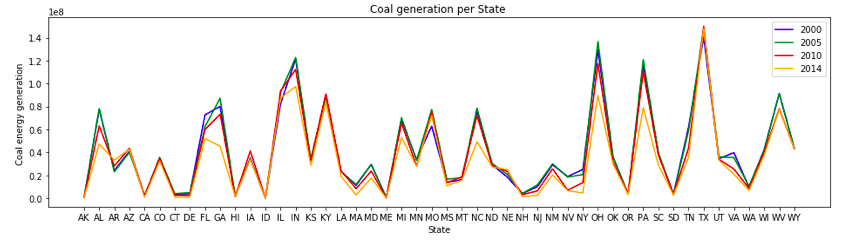 Coal generation per State
1e8
Coal energy generation
1.4
1.2
1.0
0.8
0.6
0.4
0.2
0.0
2000
2005
2010
2014
AK AL AR AZ CA CO CT DE FL GA HI IA ID IL IN KS KY LA MA MD ME MI MN MO MS MT NC ND NE NH NJ NM NV NY OH OK OR PA SC SD TN TX UT VA WA WI WV WY
State